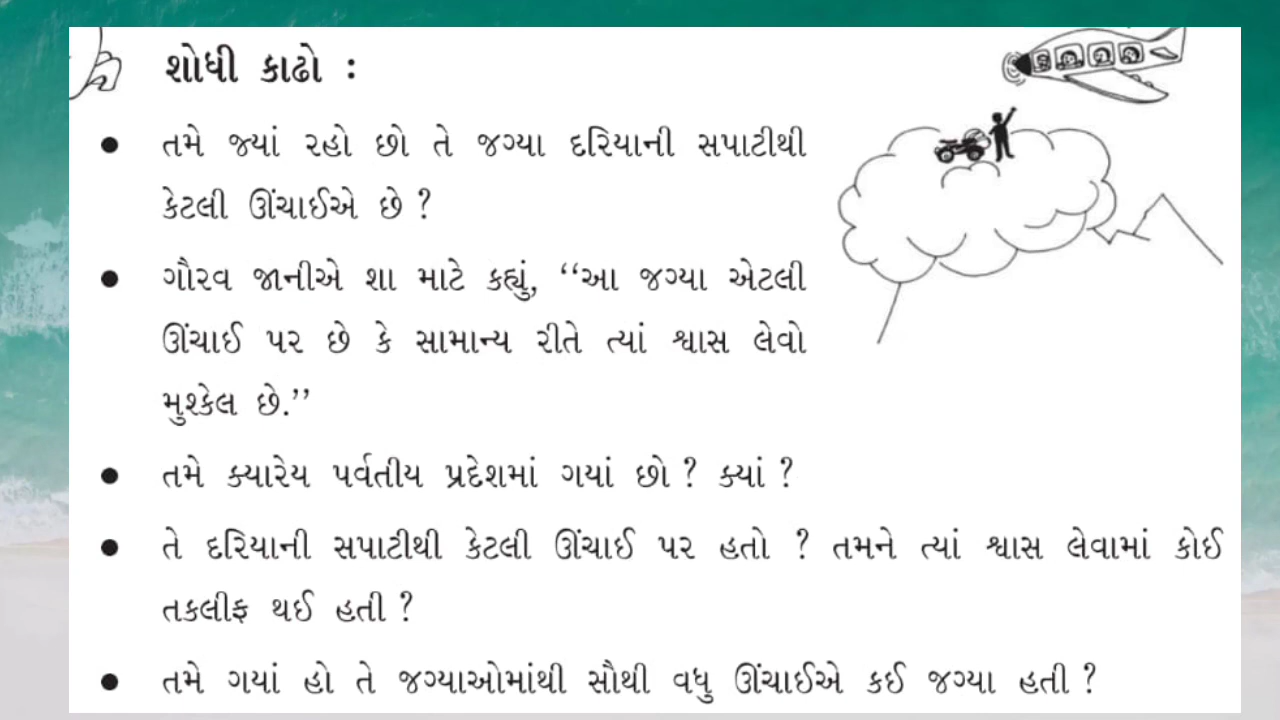 શોધી કાઢો :
● તમે જ્યાં રહો છો તે જગ્યા દરિયાની સપાટીથી
કેટલી ઊંચાઈએ છે ?
● ગૌરવ જાનીએ શા માટે કહ્યું, ‘‘આ જગ્યા એટલી
ઊંચાઈ પર છે કે સામાન્ય રીતે ત્યાં શ્વાસ લેવો
મુશ્કેલ છે.’’
● તમે ક્યારેય પર્વતીય પ્રદેશમાં ગયાં છો ? ક્યાં ?
● તે દરિયાની સપાટીથી કેટલી ઊંચાઈ પર હતો ? તમને ત્યાં શ્વાસ લેવામાં કોઈ
તકલીફ થઈ હતી ?
● તમે ગયાં હો તે જગ્યાઓમાંથી સૌથી વધુ ઊંચાઈએ કઈ જગ્યા હતી ?